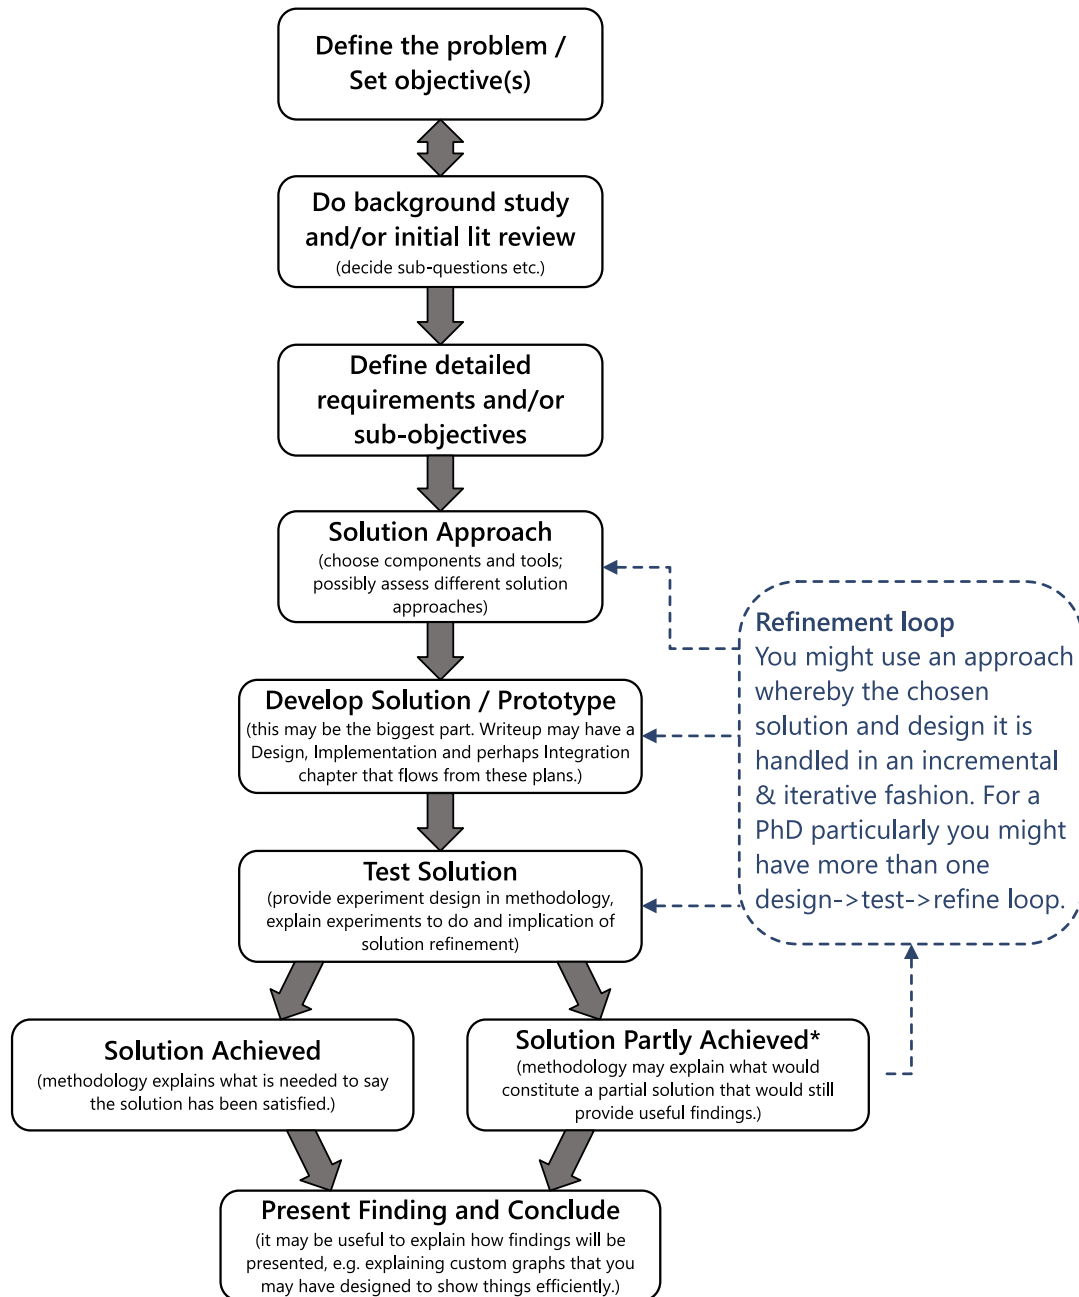 Define the problem /
Set objective(s)
Do background study
and/or initial lit review
(decide sub-questions etc.)
Define detailed
requirements and/or
sub-objectives
Solution Approach
(choose components and tools;
possibly assess different solution
approaches)
Develop Solution / Prototype
(this may be the biggest part. Writeup may have a
Design, Implementation and perhaps Integration
chapter that flows from these plans.)
Test Solution
(provide experiment design in methodology,
explain experiments to do and implication of
solution refinement)
Refinement loop
You might use an approach
whereby the chosen
solution and design it is
handled in an incremental
& iterative fashion. For a
PhD particularly you might
have more than one
design->test->refine loop.
Solution Achieved
(methodology explains what is needed to say
the solution has been satisfied.)
Solution Partly Achieved*
(methodology may explain what would
constitute a partial solution that would still
provide useful findings.)
Present Finding and Conclude
(it may be useful to explain how findings will be
presented, e.g. explaining custom graphs that you
may have designed to show things efficiently.)